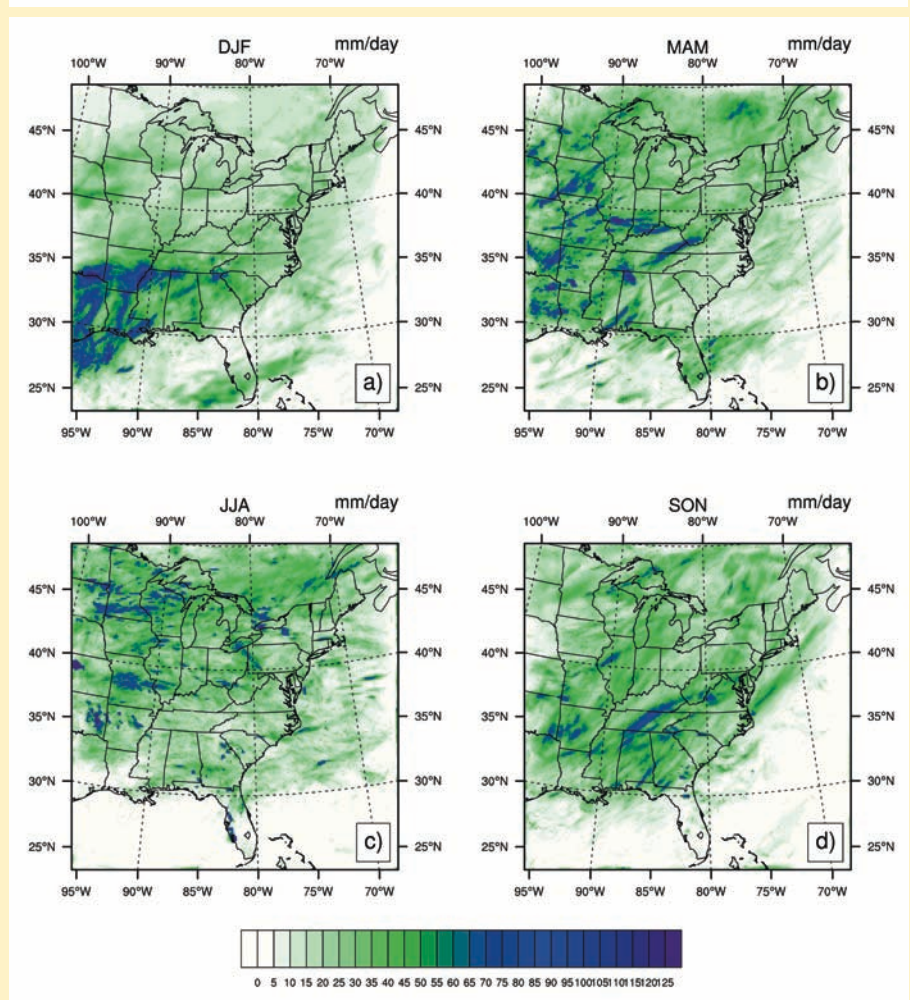 DJF mm/day
100°W 90°W 80°W 70°W
45°N 45°N
40°N 40°N
35°N 35°N
30°N 30°N
25°N 25°N
a)
95°W 90°W 85°W 80°W 75°W 70°W
MAM mm/day
100°W 90°W 80°W 70°W
45°N 45°N
40°N 40°N
35°N 35°N
30°N 30°N
25°N 25°N
b)
95°W 90°W 85°W 80°W 75°W 70°W
JJA mm/day
100°W 90°W 80°W 70°W
45°N 45°N
40°N 40°N
35°N 35°N
30°N 30°N
25°N 25°N
c)
95°W 90°W 85°W 80°W 75°W 70°W
SON mm/day
100°W 90°W 80°W 70°W
45°N 45°N
40°N 40°N
35°N 35°N
30°N 30°N
25°N 25°N
d)
95°W 90°W 85°W 80°W 75°W 70°W
0 5 10 15 20 25 30 35 40 45 50 55 60 65 70 75 80 85 90 95 100 105 110 115 120 125